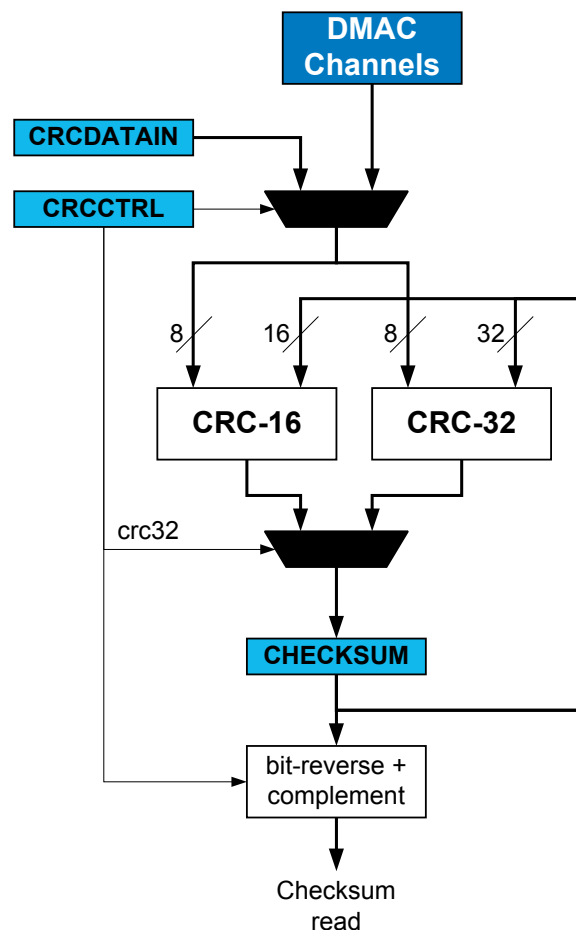 DMAC
Channels
CRCDATAIN
CRCCTRL
8
16
8
32
CRC-16
CRC-32
crc32
CHECKSUM
bit-reverse +
complement
Checksum
read